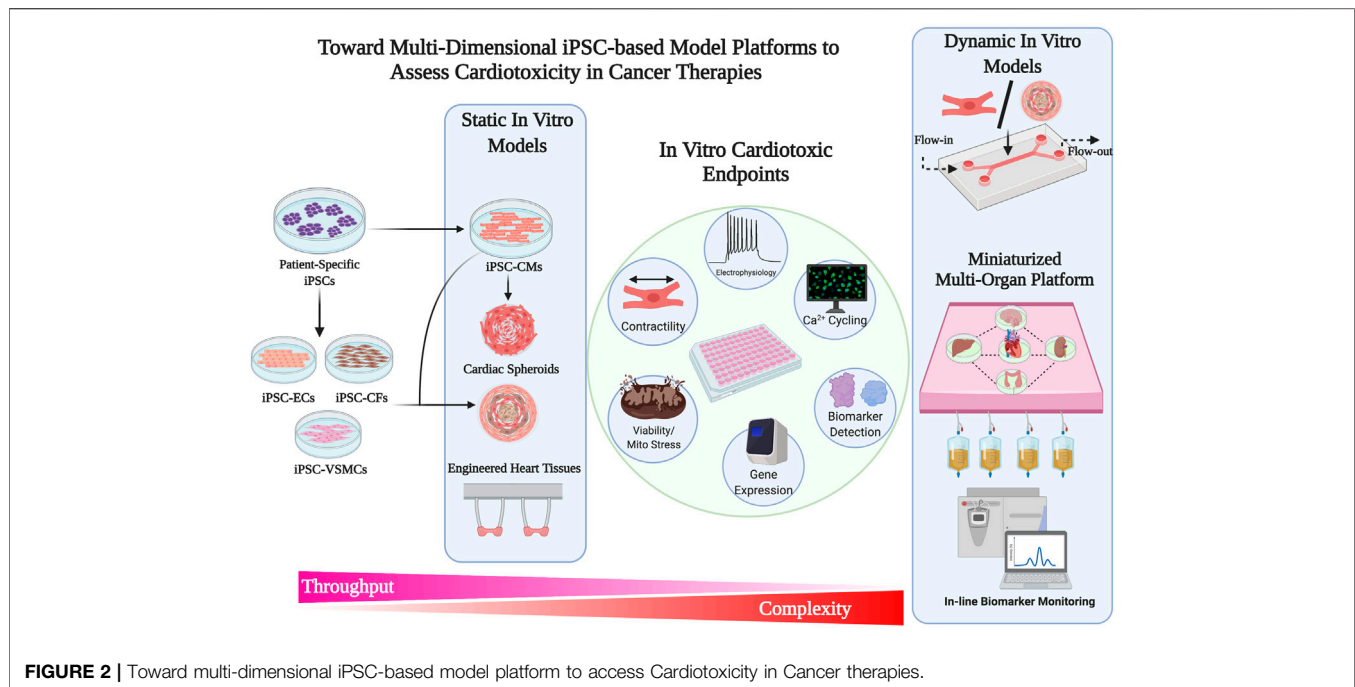 Toward Multi-Dimensional iPSC-based Model Platforms to
Assess Cardiotoxicity in Cancer Therapies
Patient-Specific
iPSCs
iPSC-ECs
iPSC-CFs
iPSC-VSMCs
Static In Vitro
Models
iPSC-CMs
Cardiac Spheroids
Engineered Heart Tissues
In Vitro Cardiotoxic
Endpoints
Electrophysiology
Contractility
Ca²⁺ Cycling
Viability/
Mito Stress
Biomarker
Detection
Gene
Expression
Dynamic In Vitro
Models
Flow-in
Flow-out
Miniaturized
Multi-Organ Platform
In-line Biomarker Monitoring
Throughput
Complexity
FIGURE 2 | Toward multi-dimensional iPSC-based model platform to access Cardiotoxicity in Cancer therapies.